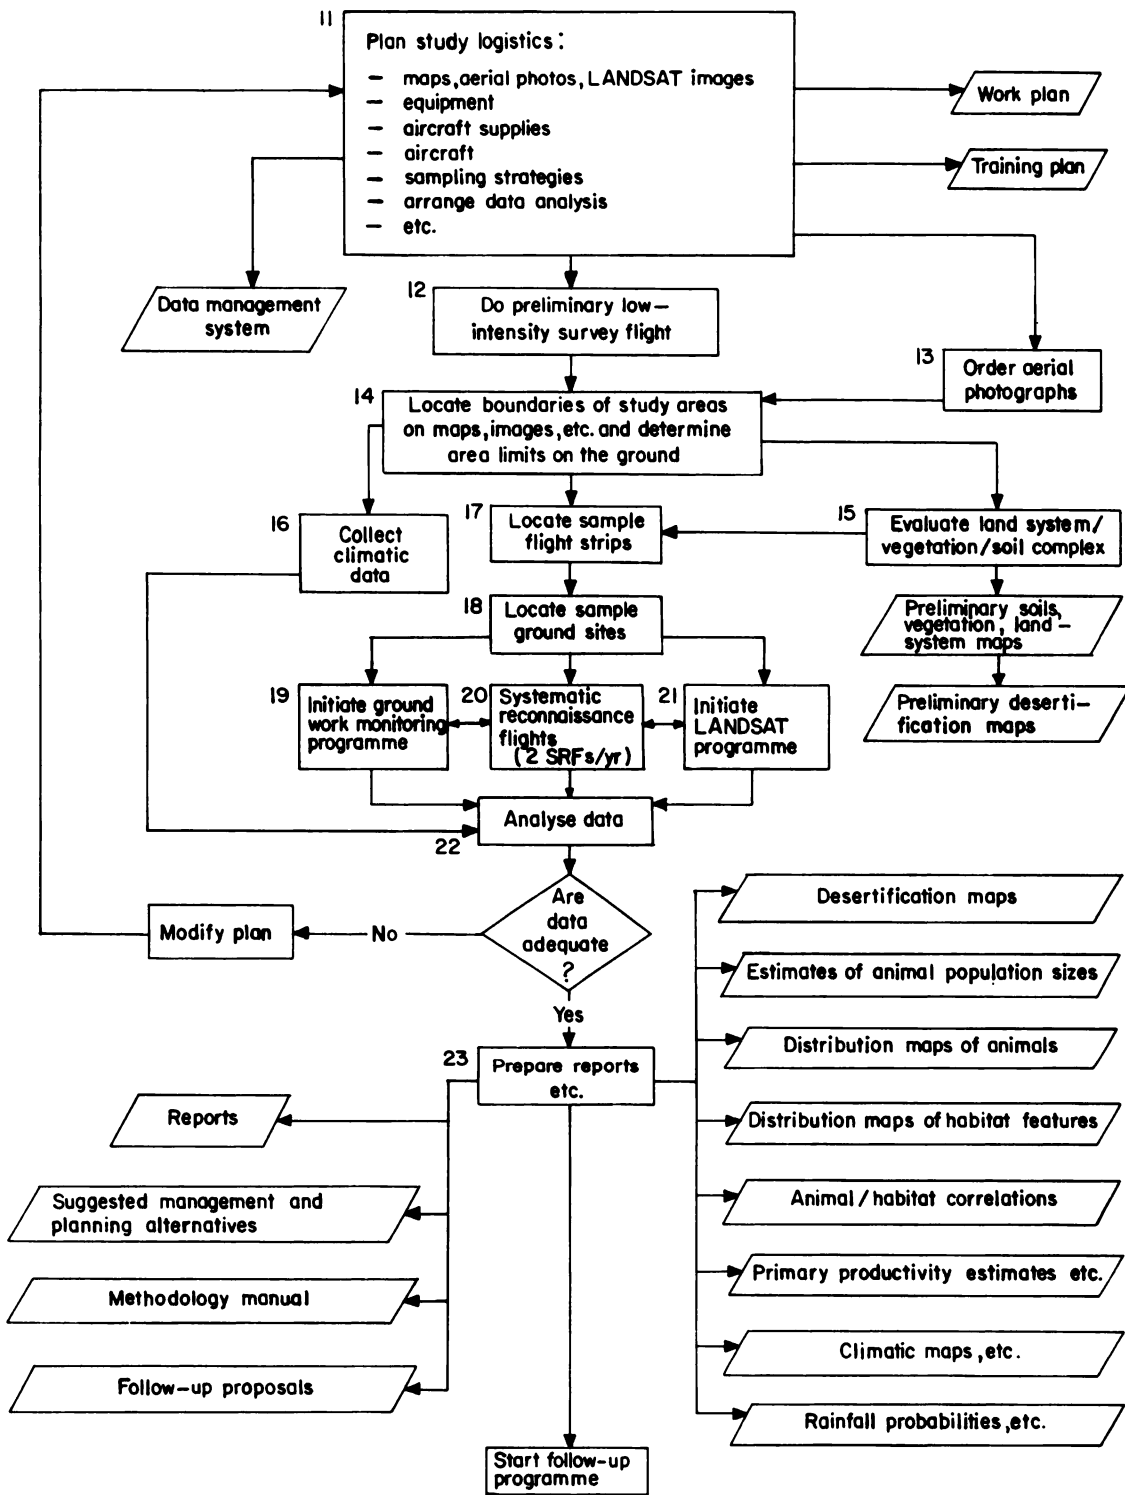 11
Plan study logistics:
– maps, aerial photos, LANDSAT images
– equipment
– aircraft supplies
– aircraft
– sampling strategies
– arrange data analysis
– etc.
Work plan
Training plan
Data management
system
12
Do preliminary low–
intensity survey flight
13
Order aerial
photographs
14
Locate boundaries of study areas
on maps, images, etc. and determine
area limits on the ground
15
Evaluate land system/
vegetation/soil complex
16
Collect
climatic
data
17
Locate sample
flight strips
18
Locate sample
ground sites
Preliminary soils,
vegetation, land–
system maps
Preliminary deserti–
fication maps
19
Initiate ground
work monitoring
programme
20
Systematic
reconnaissance
flights
(2 SRFs/yr)
21
Initiate
LANDSAT
programme
Analyse data
22
Are
data
adequate
?
No
Modify plan
Yes
23
Prepare reports
etc.
Desertification maps
Estimates of animal population sizes
Distribution maps of animals
Distribution maps of habitat features
Animal/habitat correlations
Primary productivity estimates etc.
Climatic maps, etc.
Rainfall probabilities, etc.
Reports
Suggested management and
planning alternatives
Methodology manual
Follow–up proposals
Start follow–up
programme